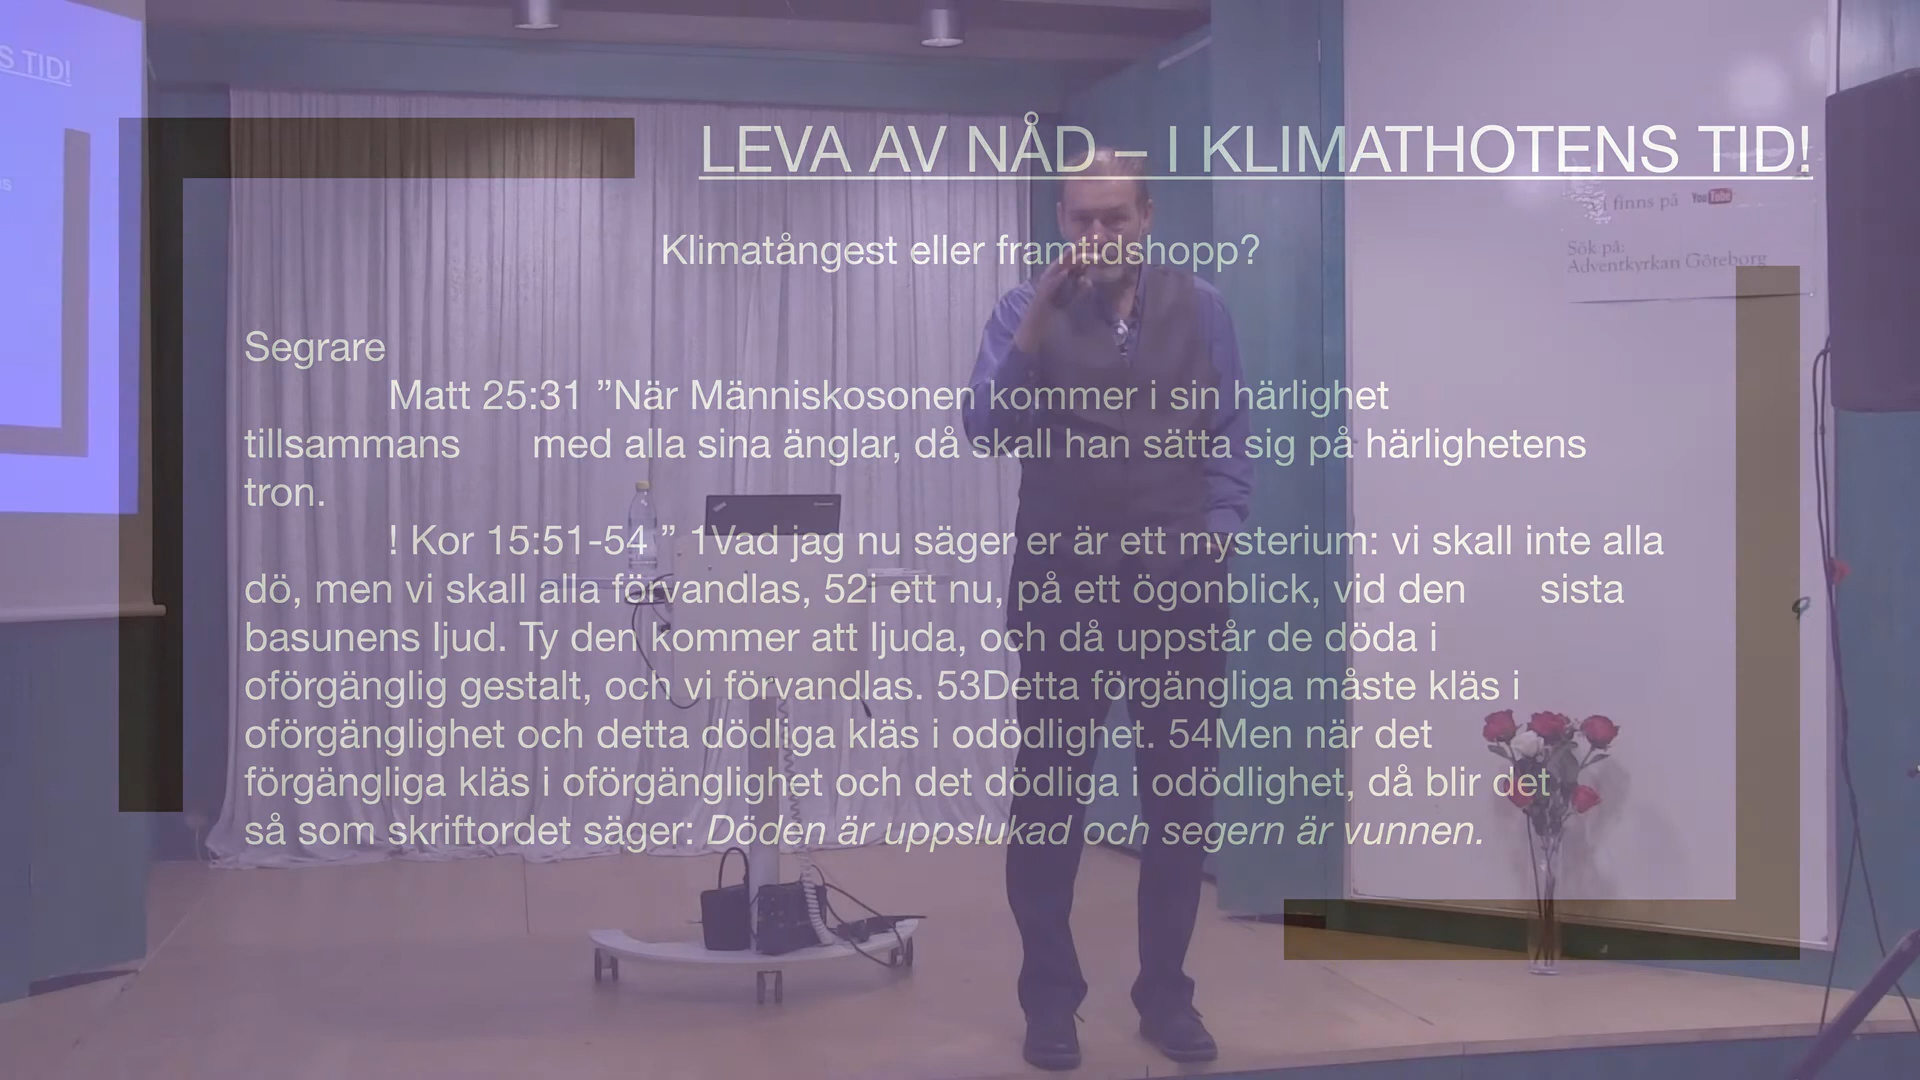 S TID!
LEVA AV NÅD – I KLIMATHOTENS TID!
i finns på YouTube
Klimatångest eller framtidshopp?
Sök på:
Adventkyrkan Göteborg
Segrare
Matt 25:31 ”När Människosonen kommer i sin härlighet
tillsammans med alla sina änglar, då skall han sätta sig på härlighetens
tron.
! Kor 15:51-54 ” 1Vad jag nu säger er är ett mysterium: vi skall inte alla
dö, men vi skall alla förvandlas, 52i ett nu, på ett ögonblick, vid den sista
basunens ljud. Ty den kommer att ljuda, och då uppstår de döda i
oförgänglig gestalt, och vi förvandlas. 53Detta förgängliga måste kläs i
oförgänglighet och detta dödliga kläs i odödlighet. 54Men när det
förgängliga kläs i oförgänglighet och det dödliga i odödlighet, då blir det
så som skriftordet säger: Döden är uppslukad och segern är vunnen.